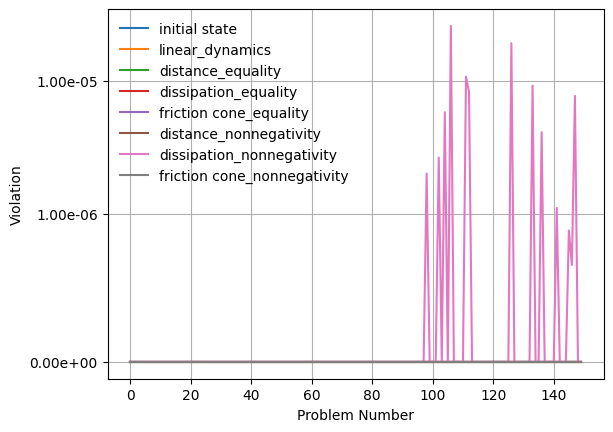 initial state
linear_dynamics
distance_equality
dissipation_equality
friction cone_equality
distance_nonnegativity
dissipation_nonnegativity
friction cone_nonnegativity
1.00e-05
1.00e-06
0.00e+00
Violation
0 20 40 60 80 100 120 140
Problem Number